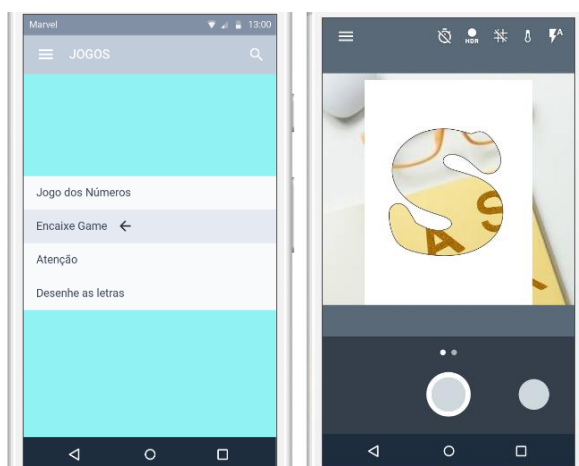 Marvel 13:00
JOGOS
Jogo dos Números
Encaixe Game ←
Atenção
Desenhe as letras
HDR A
S
S
A